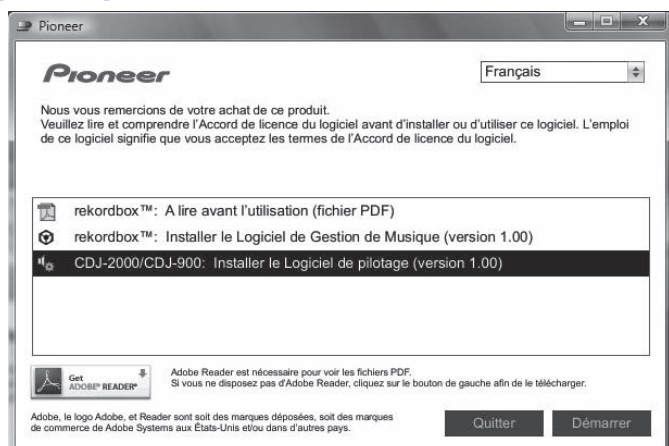 Pioneer
Pioneer
Français
Nous vous remercions de votre achat de ce produit.
Veuillez lire et comprendre l'Accord de licence du logiciel avant d'installer ou d'utiliser ce logiciel. L'emploi
de ce logiciel signifie que vous acceptez les termes de l'Accord de licence du logiciel.
rekordbox™: A lire avant l'utilisation (fichier PDF)
rekordbox™: Installer le Logiciel de Gestion de Musique (version 1.00)
CDJ-2000/CDJ-900: Installer le Logiciel de pilotage (version 1.00)
Get
ADOBE® READER®
Adobe Reader est nécessaire pour voir les fichiers PDF.
Si vous ne disposez pas d'Adobe Reader, cliquez sur le bouton de gauche afin de le télécharger.
Adobe, le logo Adobe, et Reader sont soit des marques déposées, soit des marques
de commerce de Adobe Systems aux États-Unis et/ou dans d'autres pays.
Quitter
Démarrer